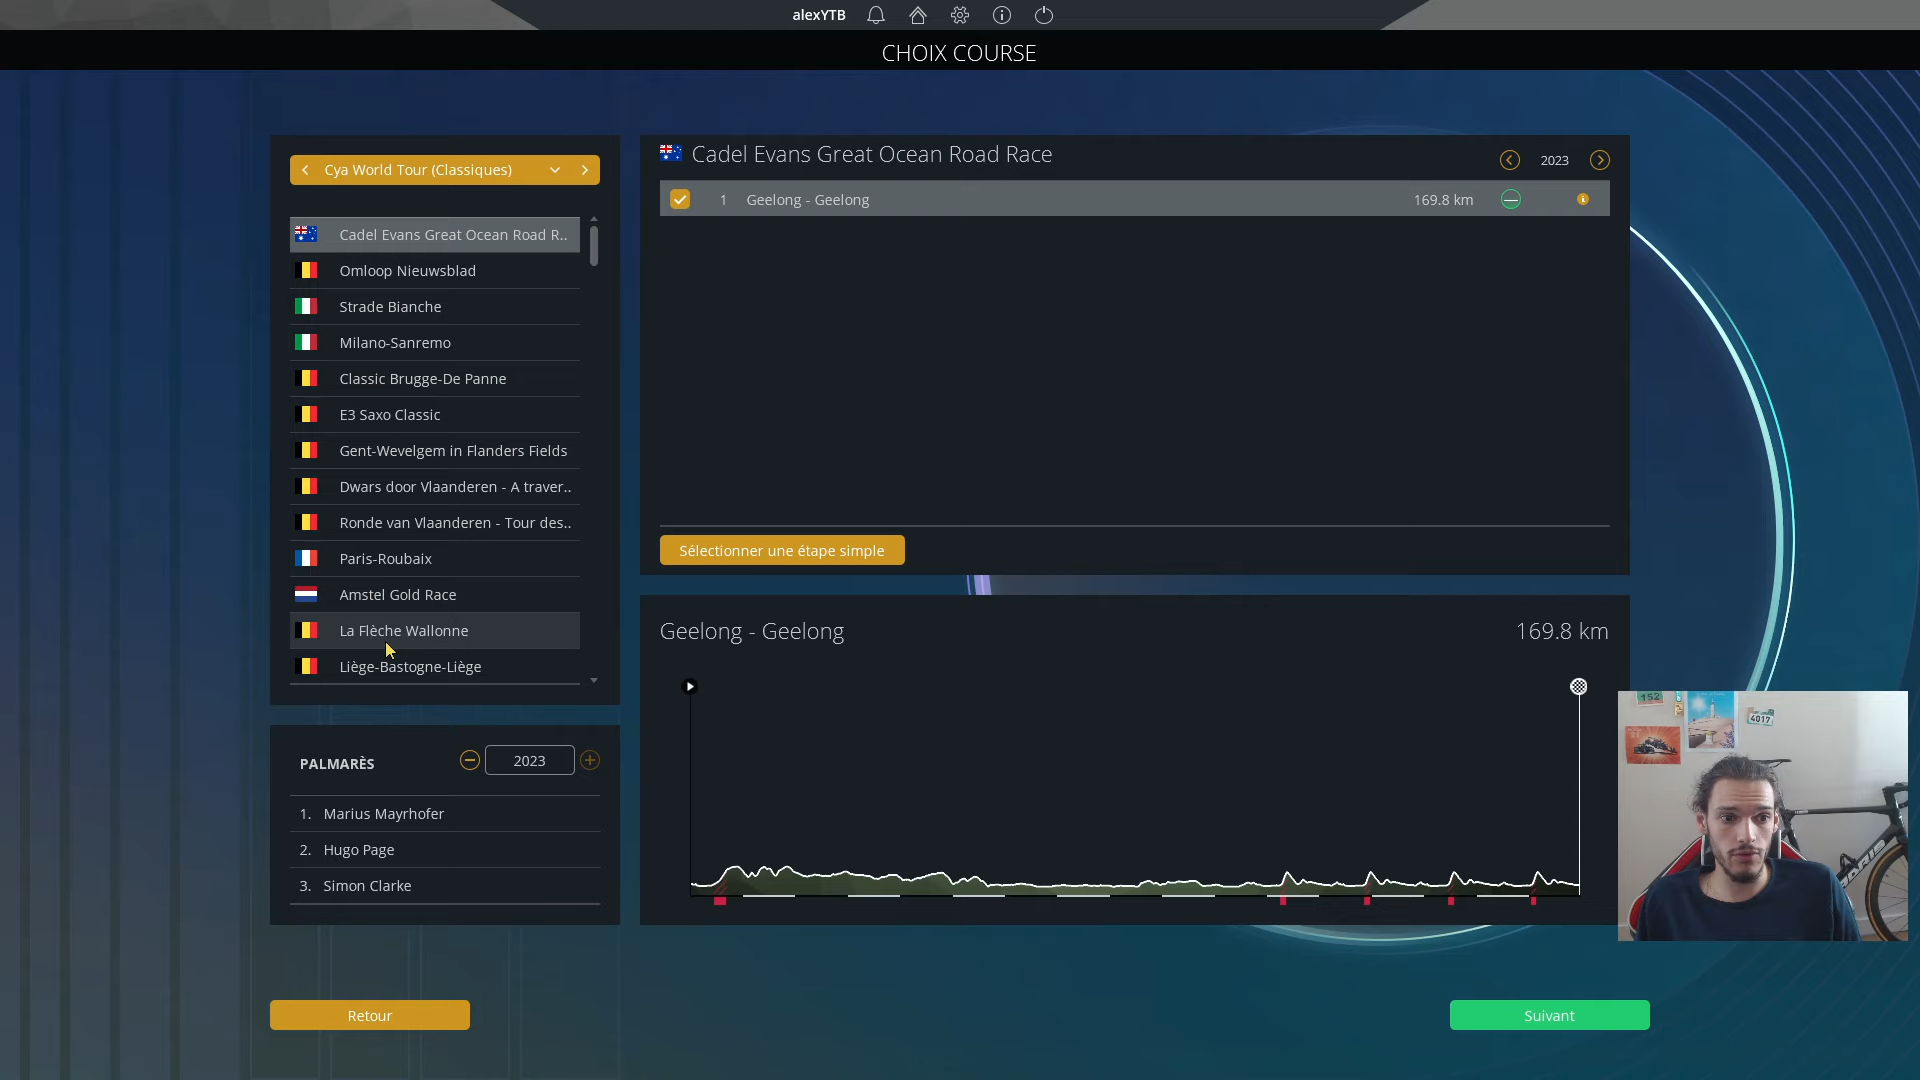 alexYTB
CHOIX COURSE
Cya World Tour (Classiques)
Cadel Evans Great Ocean Road R..
Omloop Nieuwsblad
Strade Bianche
Milano-Sanremo
Classic Brugge-De Panne
E3 Saxo Classic
Gent-Wevelgem in Flanders Fields
Dwars door Vlaanderen - A traver..
Ronde van Vlaanderen - Tour des..
Paris-Roubaix
Amstel Gold Race
La Flèche Wallonne
Liège-Bastogne-Liège
PALMARÈS 2023
1. Marius Mayrhofer
2. Hugo Page
3. Simon Clarke
Cadel Evans Great Ocean Road Race 2023
1 Geelong - Geelong 169.8 km
Sélectionner une étape simple
Geelong - Geelong 169.8 km
152
4017
Retour
Suivant